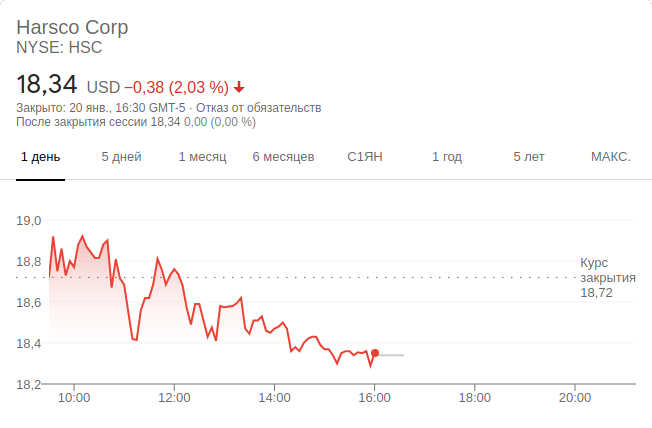 Harsco Corp
NYSE: HSC
18,34 USD −0,38 (2,03 %)
Закрыто: 20 янв., 16:30 GMT-5 · Отказ от обязательств
После закрытия сессии 18,34 0,00 (0,00 %)
1 день 5 дней 1 месяц 6 месяцев С1ЯН 1 год 5 лет МАКС.
19,0
18,8
18,6
18,4
18,2
Курс
закрытия
18,72
10:00 12:00 14:00 16:00 18:00 20:00